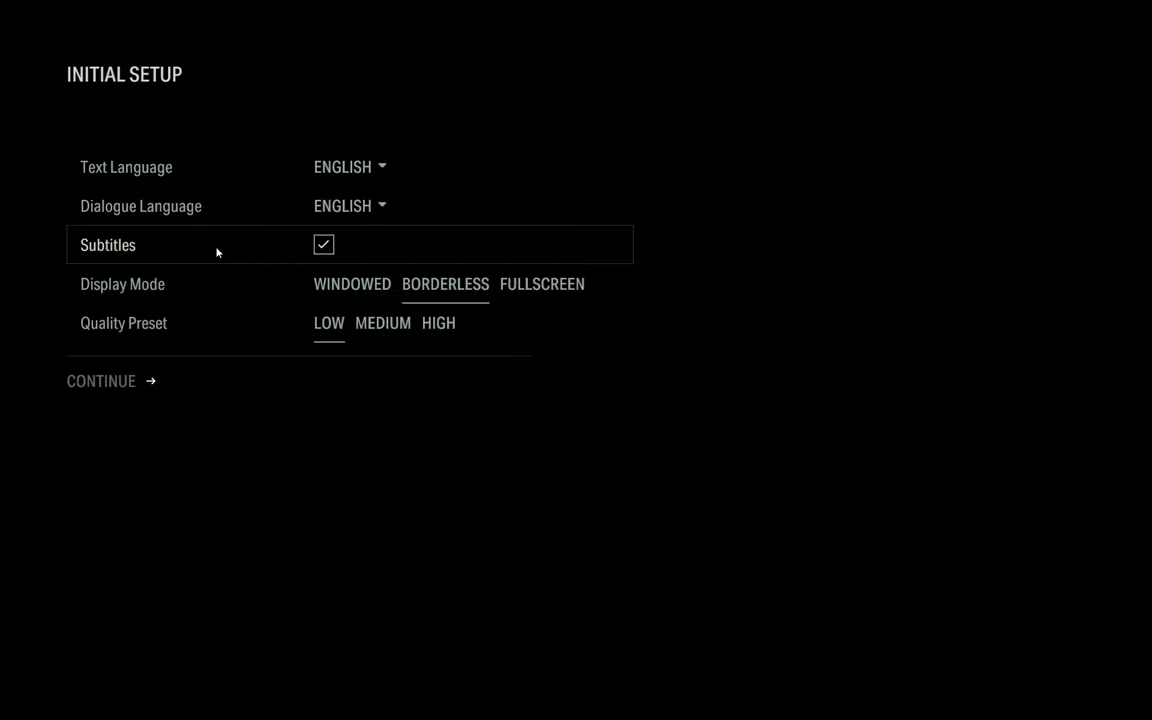 INITIAL SETUP
Text Language ENGLISH
Dialogue Language ENGLISH
Subtitles
Display Mode WINDOWED BORDERLESS FULLSCREEN
Quality Preset LOW MEDIUM HIGH
CONTINUE →